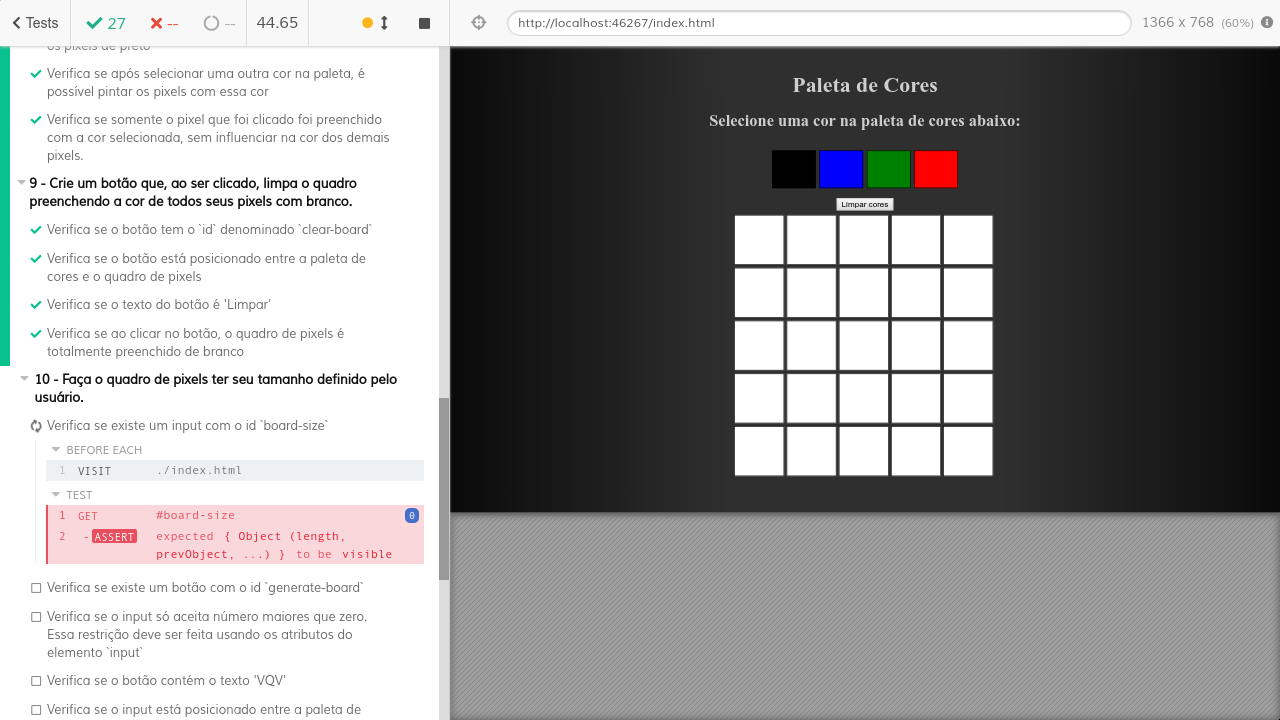 Tests
27
--
--
44.65
http://localhost:46267/index.html
1366 x 768 (60%)
os pixels de preto
Verifica se após selecionar uma outra cor na paleta, é
possível pintar os pixels com essa cor
Verifica se somente o pixel que foi clicado foi preenchido
com a cor selecionada, sem influenciar na cor dos demais
pixels.
9 - Crie um botão que, ao ser clicado, limpa o quadro
preenchendo a cor de todos seus pixels com branco.
Verifica se o botão tem o `id` denominado `clear-board`
Verifica se o botão está posicionado entre a paleta de
cores e o quadro de pixels
Verifica se o texto do botão é 'Limpar'
Verifica se ao clicar no botão, o quadro de pixels é
totalmente preenchido de branco
10 - Faça o quadro de pixels ter seu tamanho definido pelo
usuário.
Verifica se existe um input com o id `board-size`
BEFORE EACH
1 VISIT ./index.html
TEST
1 GET #board-size 0
2 -ASSERT expected { Object (length,
prevObject, ...) } to be visible
Verifica se existe um botão com o id `generate-board`
Verifica se o input só aceita número maiores que zero.
Essa restrição deve ser feita usando os atributos do
elemento `input`
Verifica se o botão contém o texto 'VQV'
Verifica se o input está posicionado entre a paleta de
Paleta de Cores
Selecione uma cor na paleta de cores abaixo:
Limpar cores